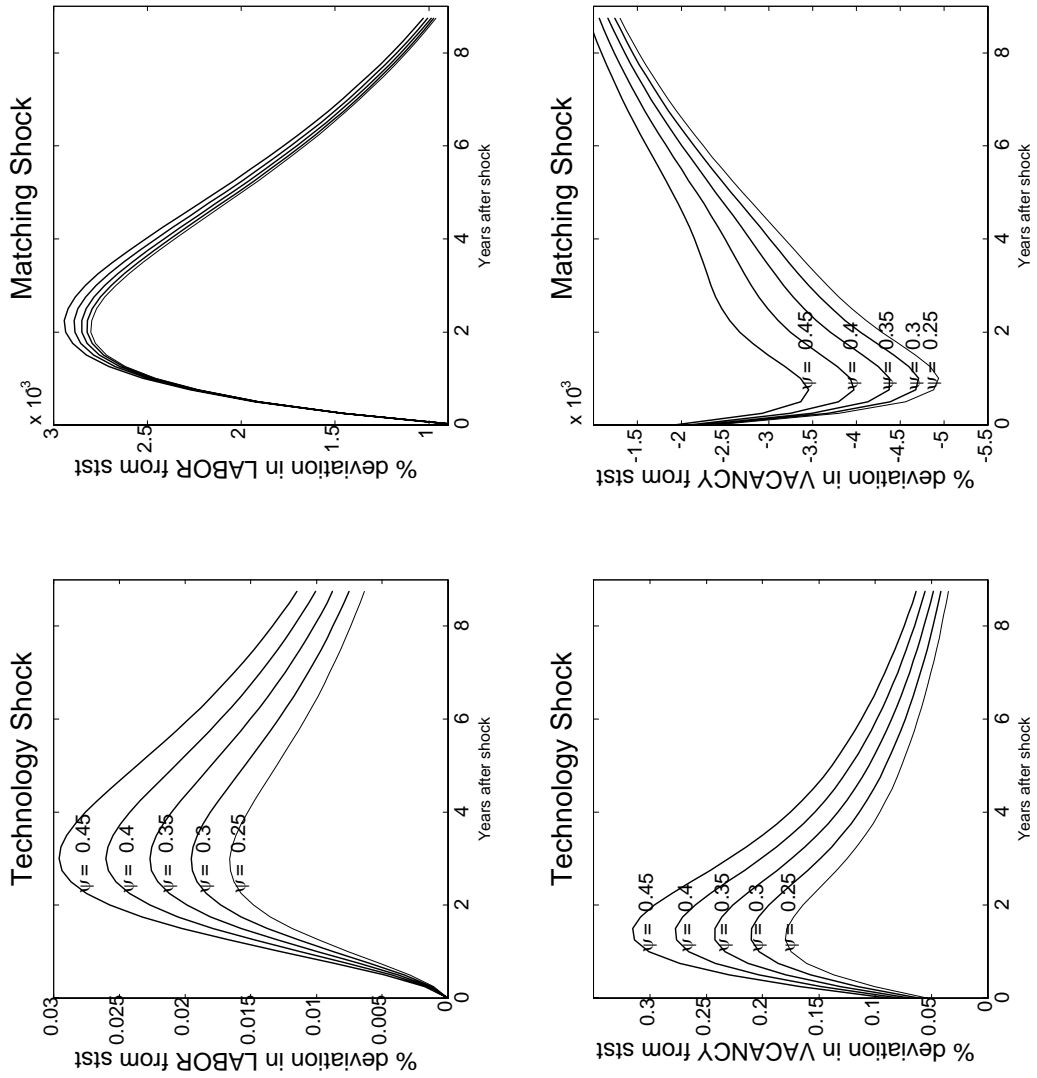 Technology Shock
0.03
0.025
0.02
0.015
0.01
0.005
0
% deviation in LABOR from stst
ψ = 0.45
ψ = 0.4
ψ = 0.35
ψ = 0.3
ψ = 0.25
0 2 4 6 8
Years after shock
Matching Shock
x 10³
3
2.5
2
1.5
1
% deviation in LABOR from stst
0 2 4 6 8
Years after shock
Technology Shock
0.3
0.25
0.2
0.15
0.1
0.05
0
% deviation in VACANCY from stst
ψ = 0.45
ψ = 0.4
ψ = 0.35
ψ = 0.3
ψ = 0.25
0 2 4 6 8
Years after shock
Matching Shock
-1.5
-2
-2.5
-3
-3.5
-4
-4.5
-5
-5.5
% deviation in VACANCY from stst
ψ = 0.45
ψ = 0.4
ψ = 0.35
ψ = 0.3
ψ = 0.25
0 2 4 6 8
Years after shock